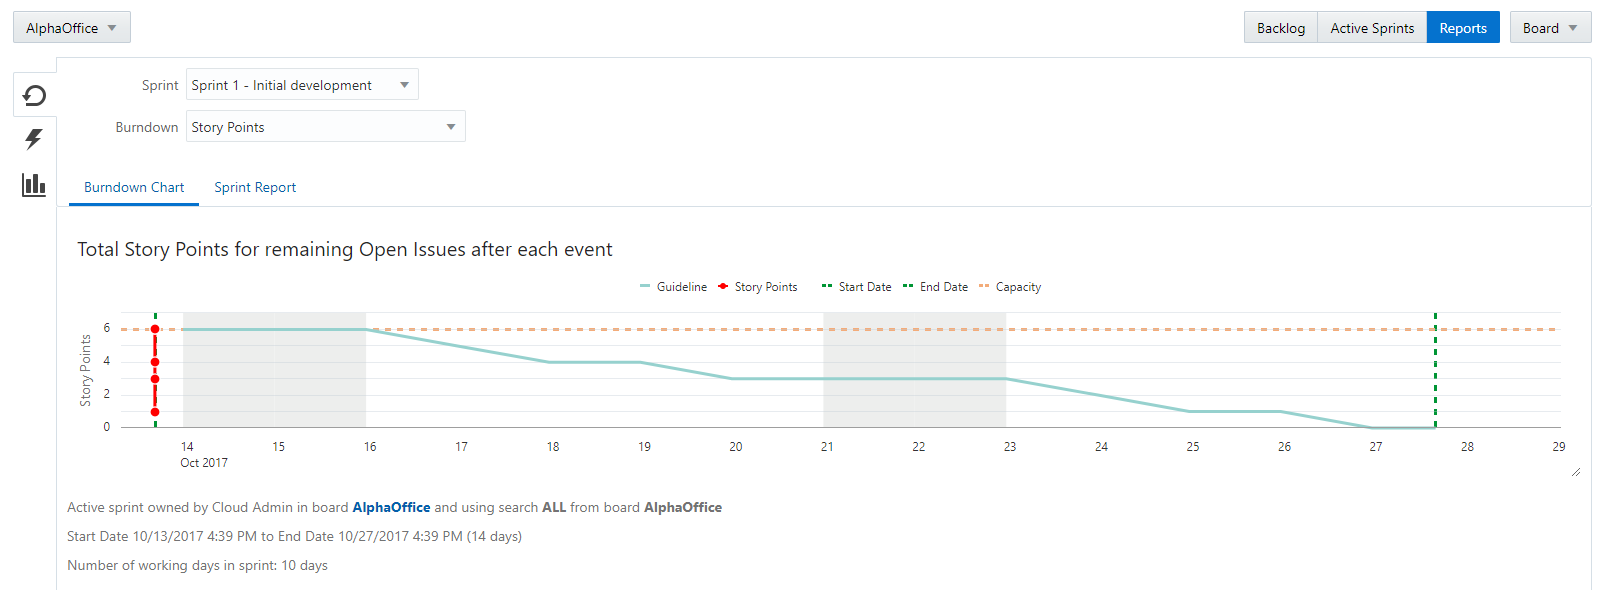 AlphaOffice Backlog Active Sprints Reports Board
Sprint Sprint 1 - Initial development
Burndown Story Points
Burndown Chart Sprint Report
Total Story Points for remaining Open Issues after each event
Guideline Story Points Start Date End Date Capacity
Story Points
6
4
2
0
14 15 16 17 18 19 20 21 22 23 24 25 26 27 28 29
Oct 2017
Active sprint owned by Cloud Admin in board AlphaOffice and using search ALL from board AlphaOffice
Start Date 10/13/2017 4:39 PM to End Date 10/27/2017 4:39 PM (14 days)
Number of working days in sprint: 10 days